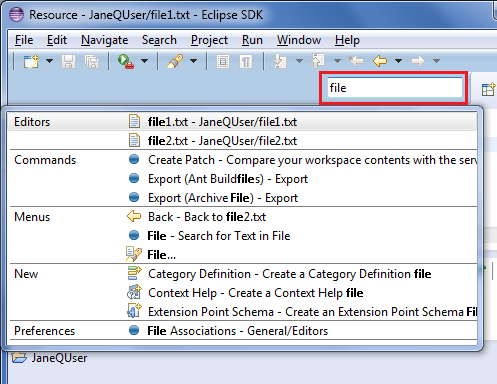 Resource - JaneQUser/file1.txt - Eclipse SDK
File Edit Navigate Search Project Run Window Help
file
Editors file1.txt - JaneQUser/file1.txt
file2.txt - JaneQUser/file2.txt
Commands Create Patch - Compare your workspace contents with the serv
Export (Ant Buildfiles) - Export
Export (Archive File) - Export
Menus Back - Back to file2.txt
File - Search for Text in File
File...
New Category Definition - Create a Category Definition file
Context Help - Create a Context Help file
Extension Point Schema - Create an Extension Point Schema Fil
Preferences File Associations - General/Editors
JaneQUser